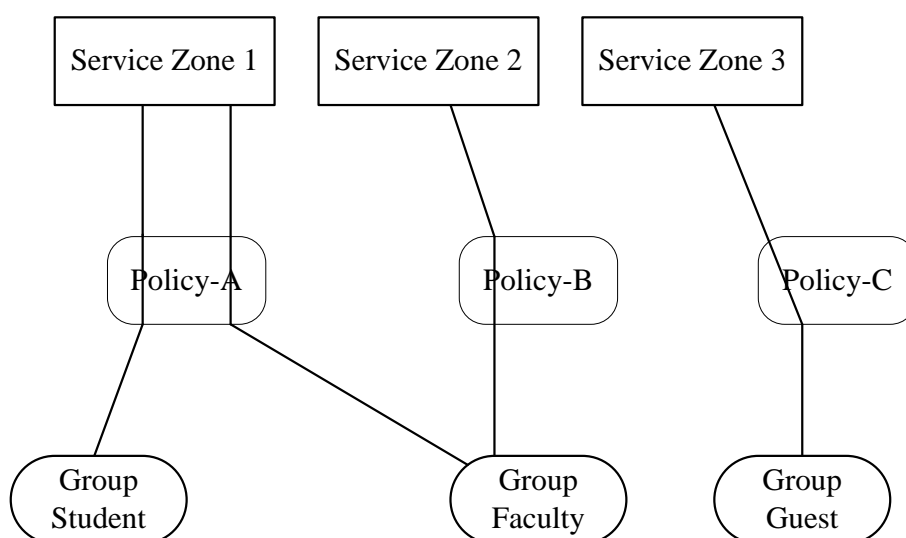 Service Zone 1
Service Zone 2
Service Zone 3
Policy-A
Policy-B
Policy-C
Group
Student
Group
Faculty
Group
Guest